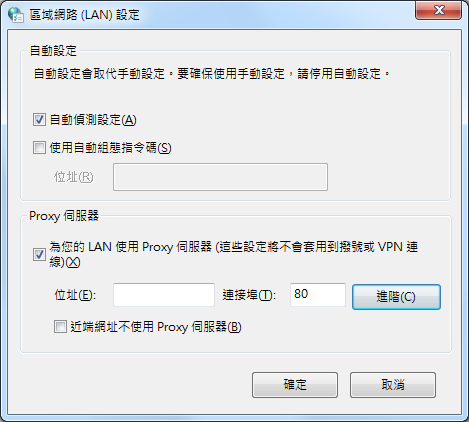 區域網路 (LAN) 設定
自動設定
自動設定會取代手動設定。要確保使用手動設定，請停用自動設定。
自動偵測設定(A)
使用自動組態指令碼(S)
位址(R)
Proxy 伺服器
為您的 LAN 使用 Proxy 伺服器 (這些設定將不會套用到撥號或 VPN 連
線)(X)
位址(E): 連接埠(T): 80 進階(C)
近端網址不使用 Proxy 伺服器(B)
確定 取消